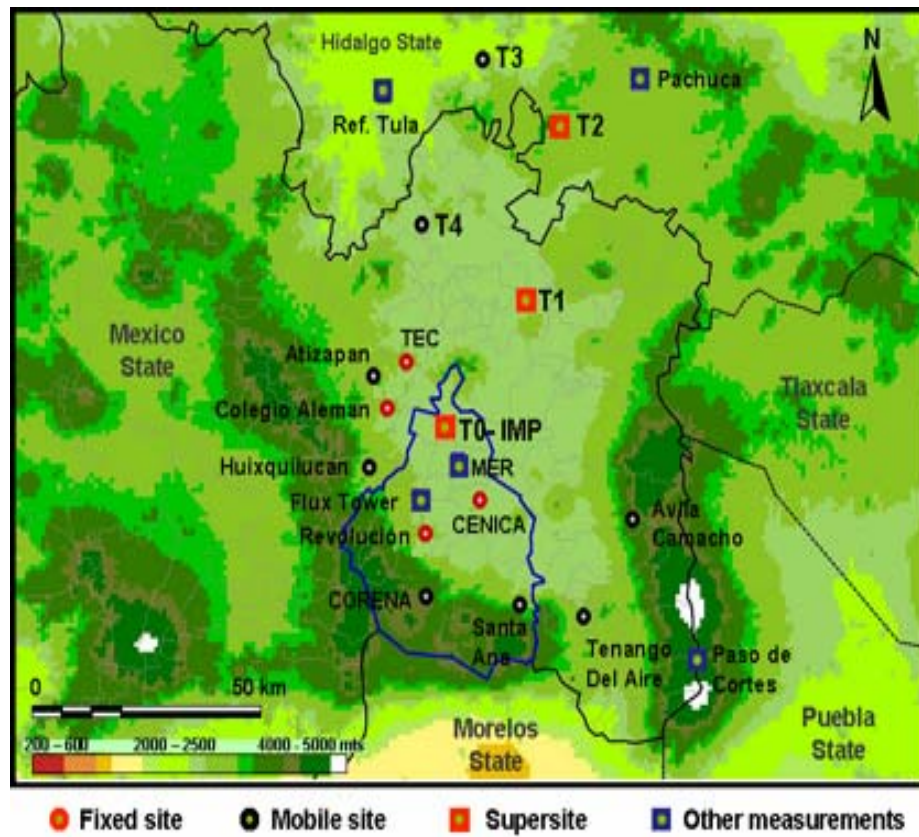 Hidalgo State
T3
N
Pachuca
Ref. Tula
T2
T4
T1
Mexico
State
TEC
Atizapan
Tlaxcala
State
Colegio Aleman
T0-IMP
Huixquilucan
MER
Flux Tower
CENICA
Avila
Camacho
Revolución
CORENA
Santa
Ana
Tenango
Del Aire
Paso de
Cortes
0 50 km
Morelos
State
Puebla
State
200 - 600 2000 - 2500 4000 - 5000 mts
Fixed site Mobile site Supersite Other measurements